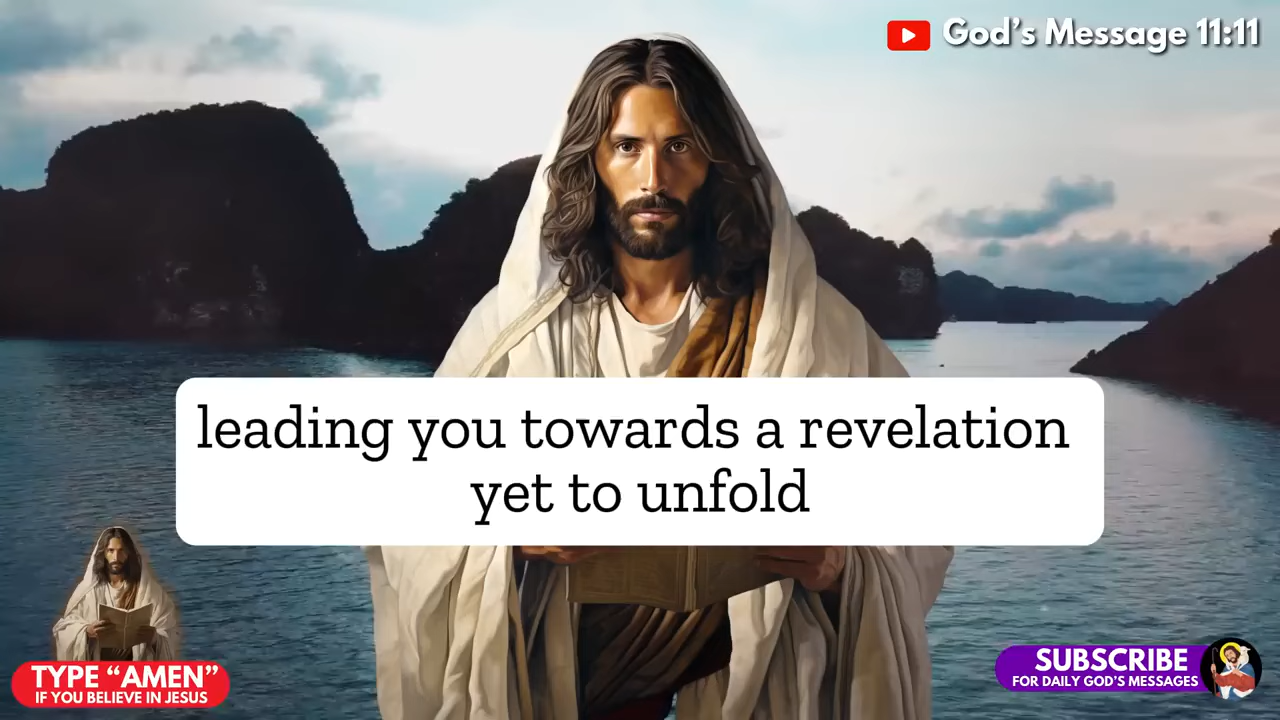 God's Message 11:11
leading you towards a revelation
yet to unfold
TYPE “AMEN”
IF YOU BELIEVE IN JESUS
SUBSCRIBE
FOR DAILY GOD'S MESSAGES